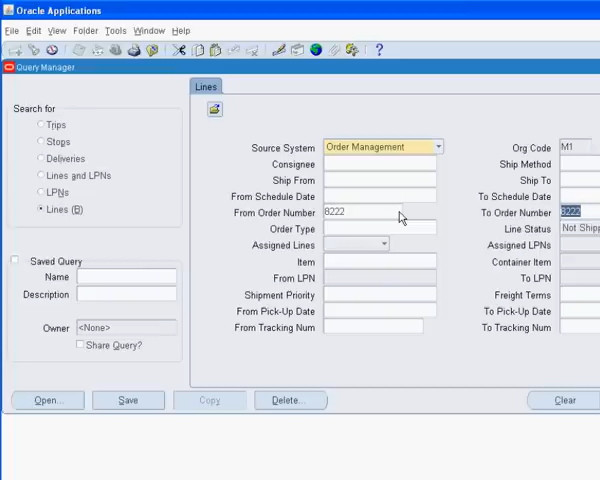 Oracle Applications
File Edit View Folder Tools Window Help
Query Manager
Lines
Search for
Trips
Stops
Deliveries
Lines and LPNs
LPNs
Lines (B)
Saved Query
Name
Description
Owner <None>
Share Query?
Source System Order Management Org Code M1
Consignee Ship Method
Ship From Ship To
From Schedule Date To Schedule Date
From Order Number 8222 To Order Number 8222
Order Type Line Status Not Shipp
Assigned Lines Assigned LPNs
Item Container Item
From LPN To LPN
Shipment Priority Freight Terms
From Pick-Up Date To Pick-Up Date
From Tracking Num To Tracking Num
Open... Save Copy Delete... Clear